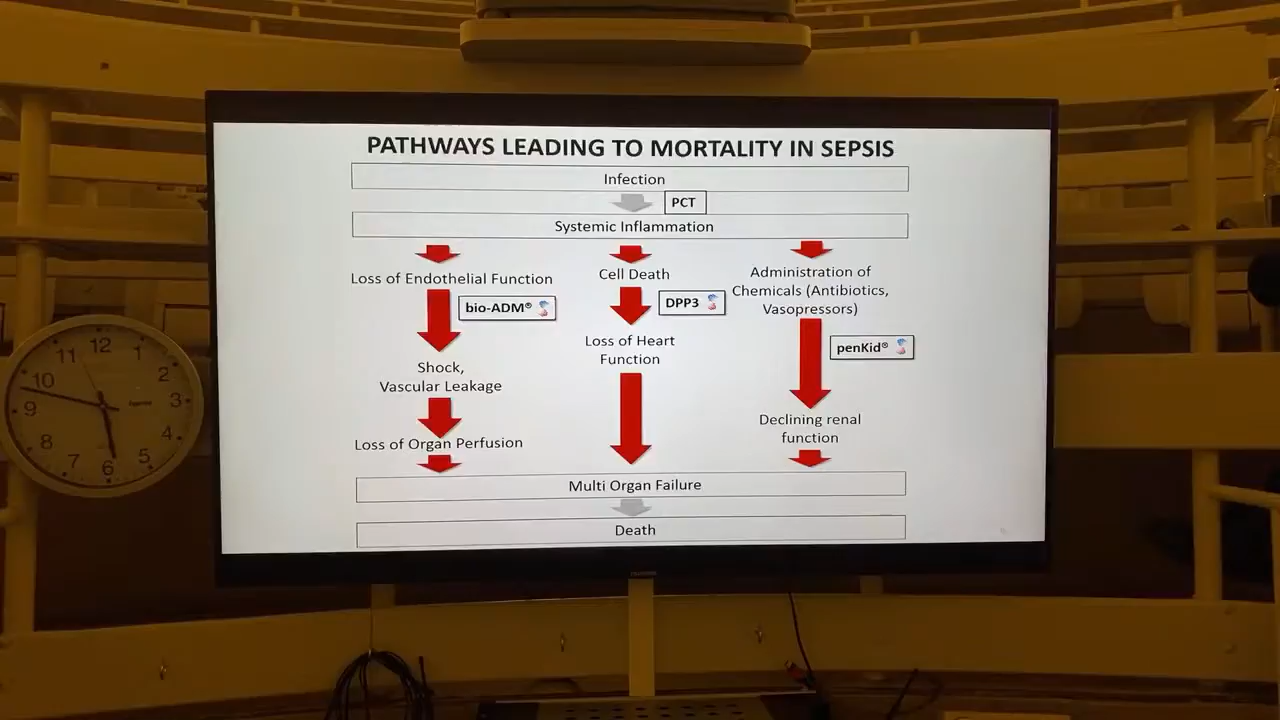 PATHWAYS LEADING TO MORTALITY IN SEPSIS
Infection
PCT
Systemic Inflammation
Loss of Endothelial Function
bio-ADM®
Shock,
Vascular Leakage
Loss of Organ Perfusion
Cell Death
DPP3
Loss of Heart
Function
Administration of
Chemicals (Antibiotics,
Vasopressors)
penKid®
Declining renal
function
Multi Organ Failure
Death
12
1
2
3
4
5
6
7
8
9
10
11